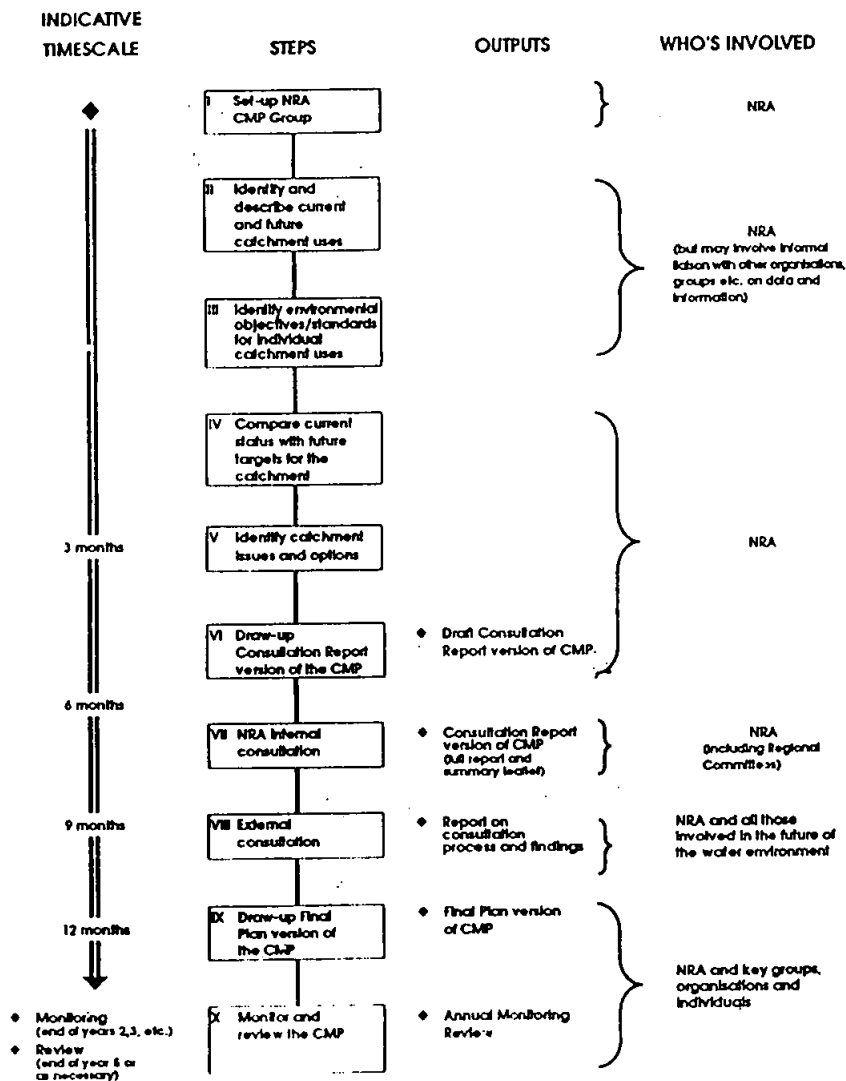 INDICATIVE
TIMESCALE
STEPS
OUTPUTS
WHO'S INVOLVED
I Set-up NRA
CMP Group
NRA
II Identify and
describe current
and future
catchment uses
NRA
(but may involve informal
liaison with other organisations,
groups etc. on data and
information)
III Identify environmental
objectives/standards
for individual
catchment uses
IV Compare current
status with future
targets for the
catchment
3 months
V Identify catchment
issues and options
NRA
VI Draw-up
Consultation Report
version of the CMP
◆ Draft Consultation
Report version of CMP.
6 months
VII NRA internal
consultation
◆ Consultation Report
version of CMP
(full report and
summary leaflet)
NRA
(including Regional
Committees)
9 months
VIII External
consultation
◆ Report on
consultation
process and findings
NRA and all those
involved in the future of
the water environment
12 months
IX Draw-up Final
Plan version of
the CMP
◆ Final Plan version
of CMP
NRA and key groups,
organisations and
individuals
◆ Monitoring
(end of years 2,3, etc.)
◆ Review
(end of year 5 or
as necessary)
X Monitor and
review the CMP
◆ Annual Monitoring
Review